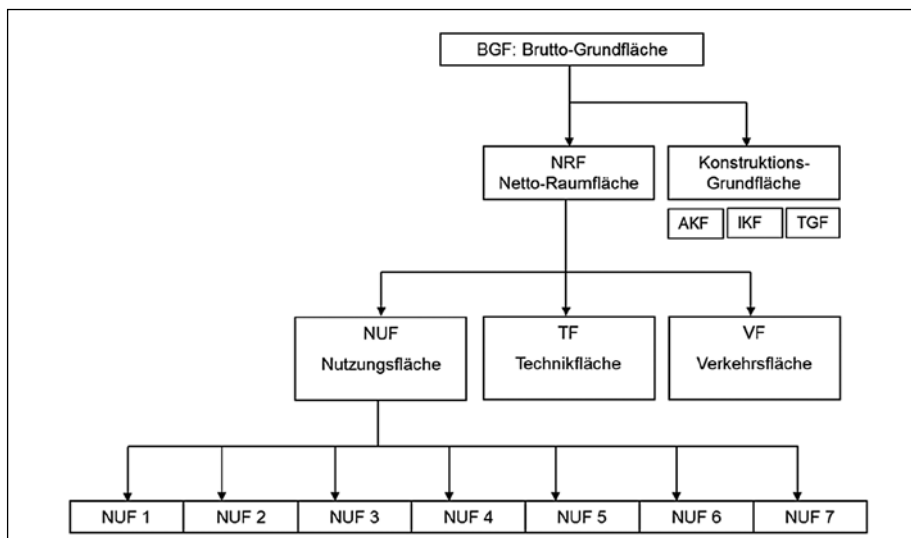 BGF: Brutto-Grundfläche
NRF
Netto-Raumfläche
Konstruktions-
Grundfläche
AKF
IKF
TGF
NUF
Nutzungsfläche
TF
Technikfläche
VF
Verkehrsfläche
NUF 1
NUF 2
NUF 3
NUF 4
NUF 5
NUF 6
NUF 7